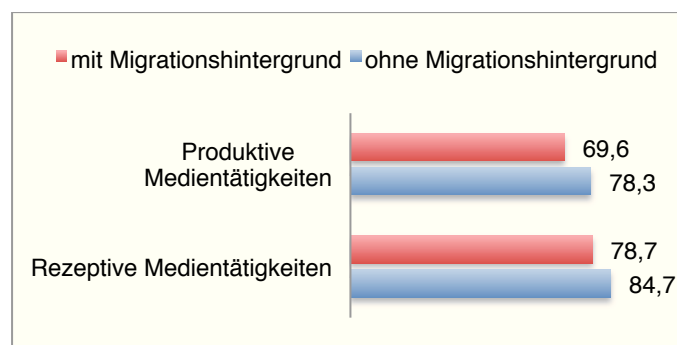 mit Migrationshintergrund ohne Migrationshintergrund
Produktive
Medientätigkeiten
69,6
78,3
Rezeptive Medientätigkeiten
78,7
84,7